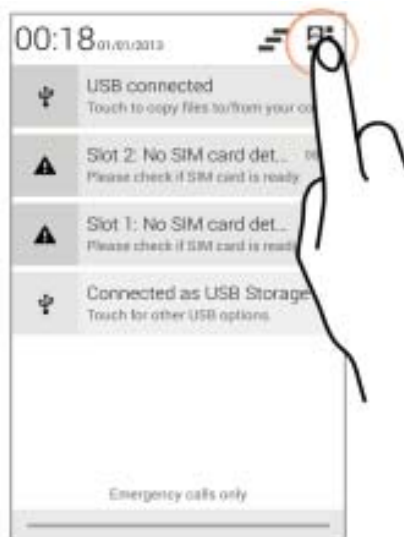 00:18 01/01/2013
USB connected
Touch to copy files to/from your co
Slot 2: No SIM card det...
Please check if SIM card is ready
Slot 1: No SIM card det...
Please check if SIM card is ready
Connected as USB Storage
Touch for other USB options.
Emergency calls only